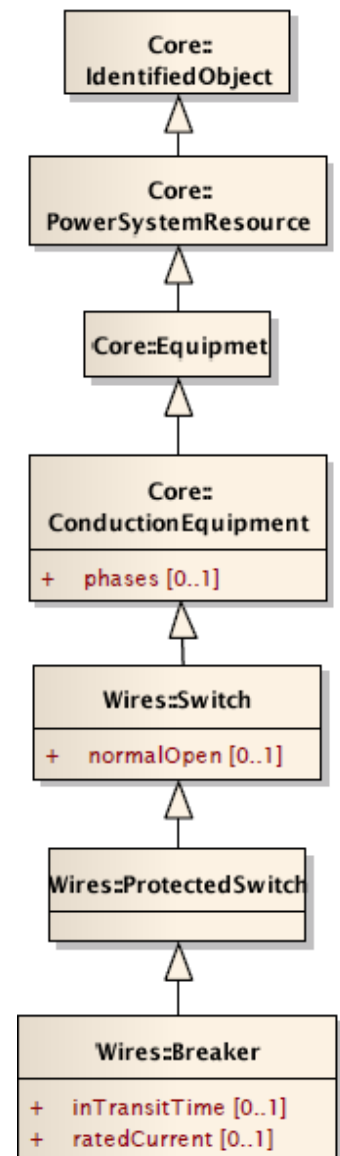 Core::
IdentifiedObject
Core::
PowerSystemResource
Core::Equipmet
Core::
ConductionEquipment
+ phases [0..1]
Wires::Switch
+ normalOpen [0..1]
Wires::ProtectedSwitch
Wires::Breaker
+ inTransitTime [0..1]
+ ratedCurrent [0..1]